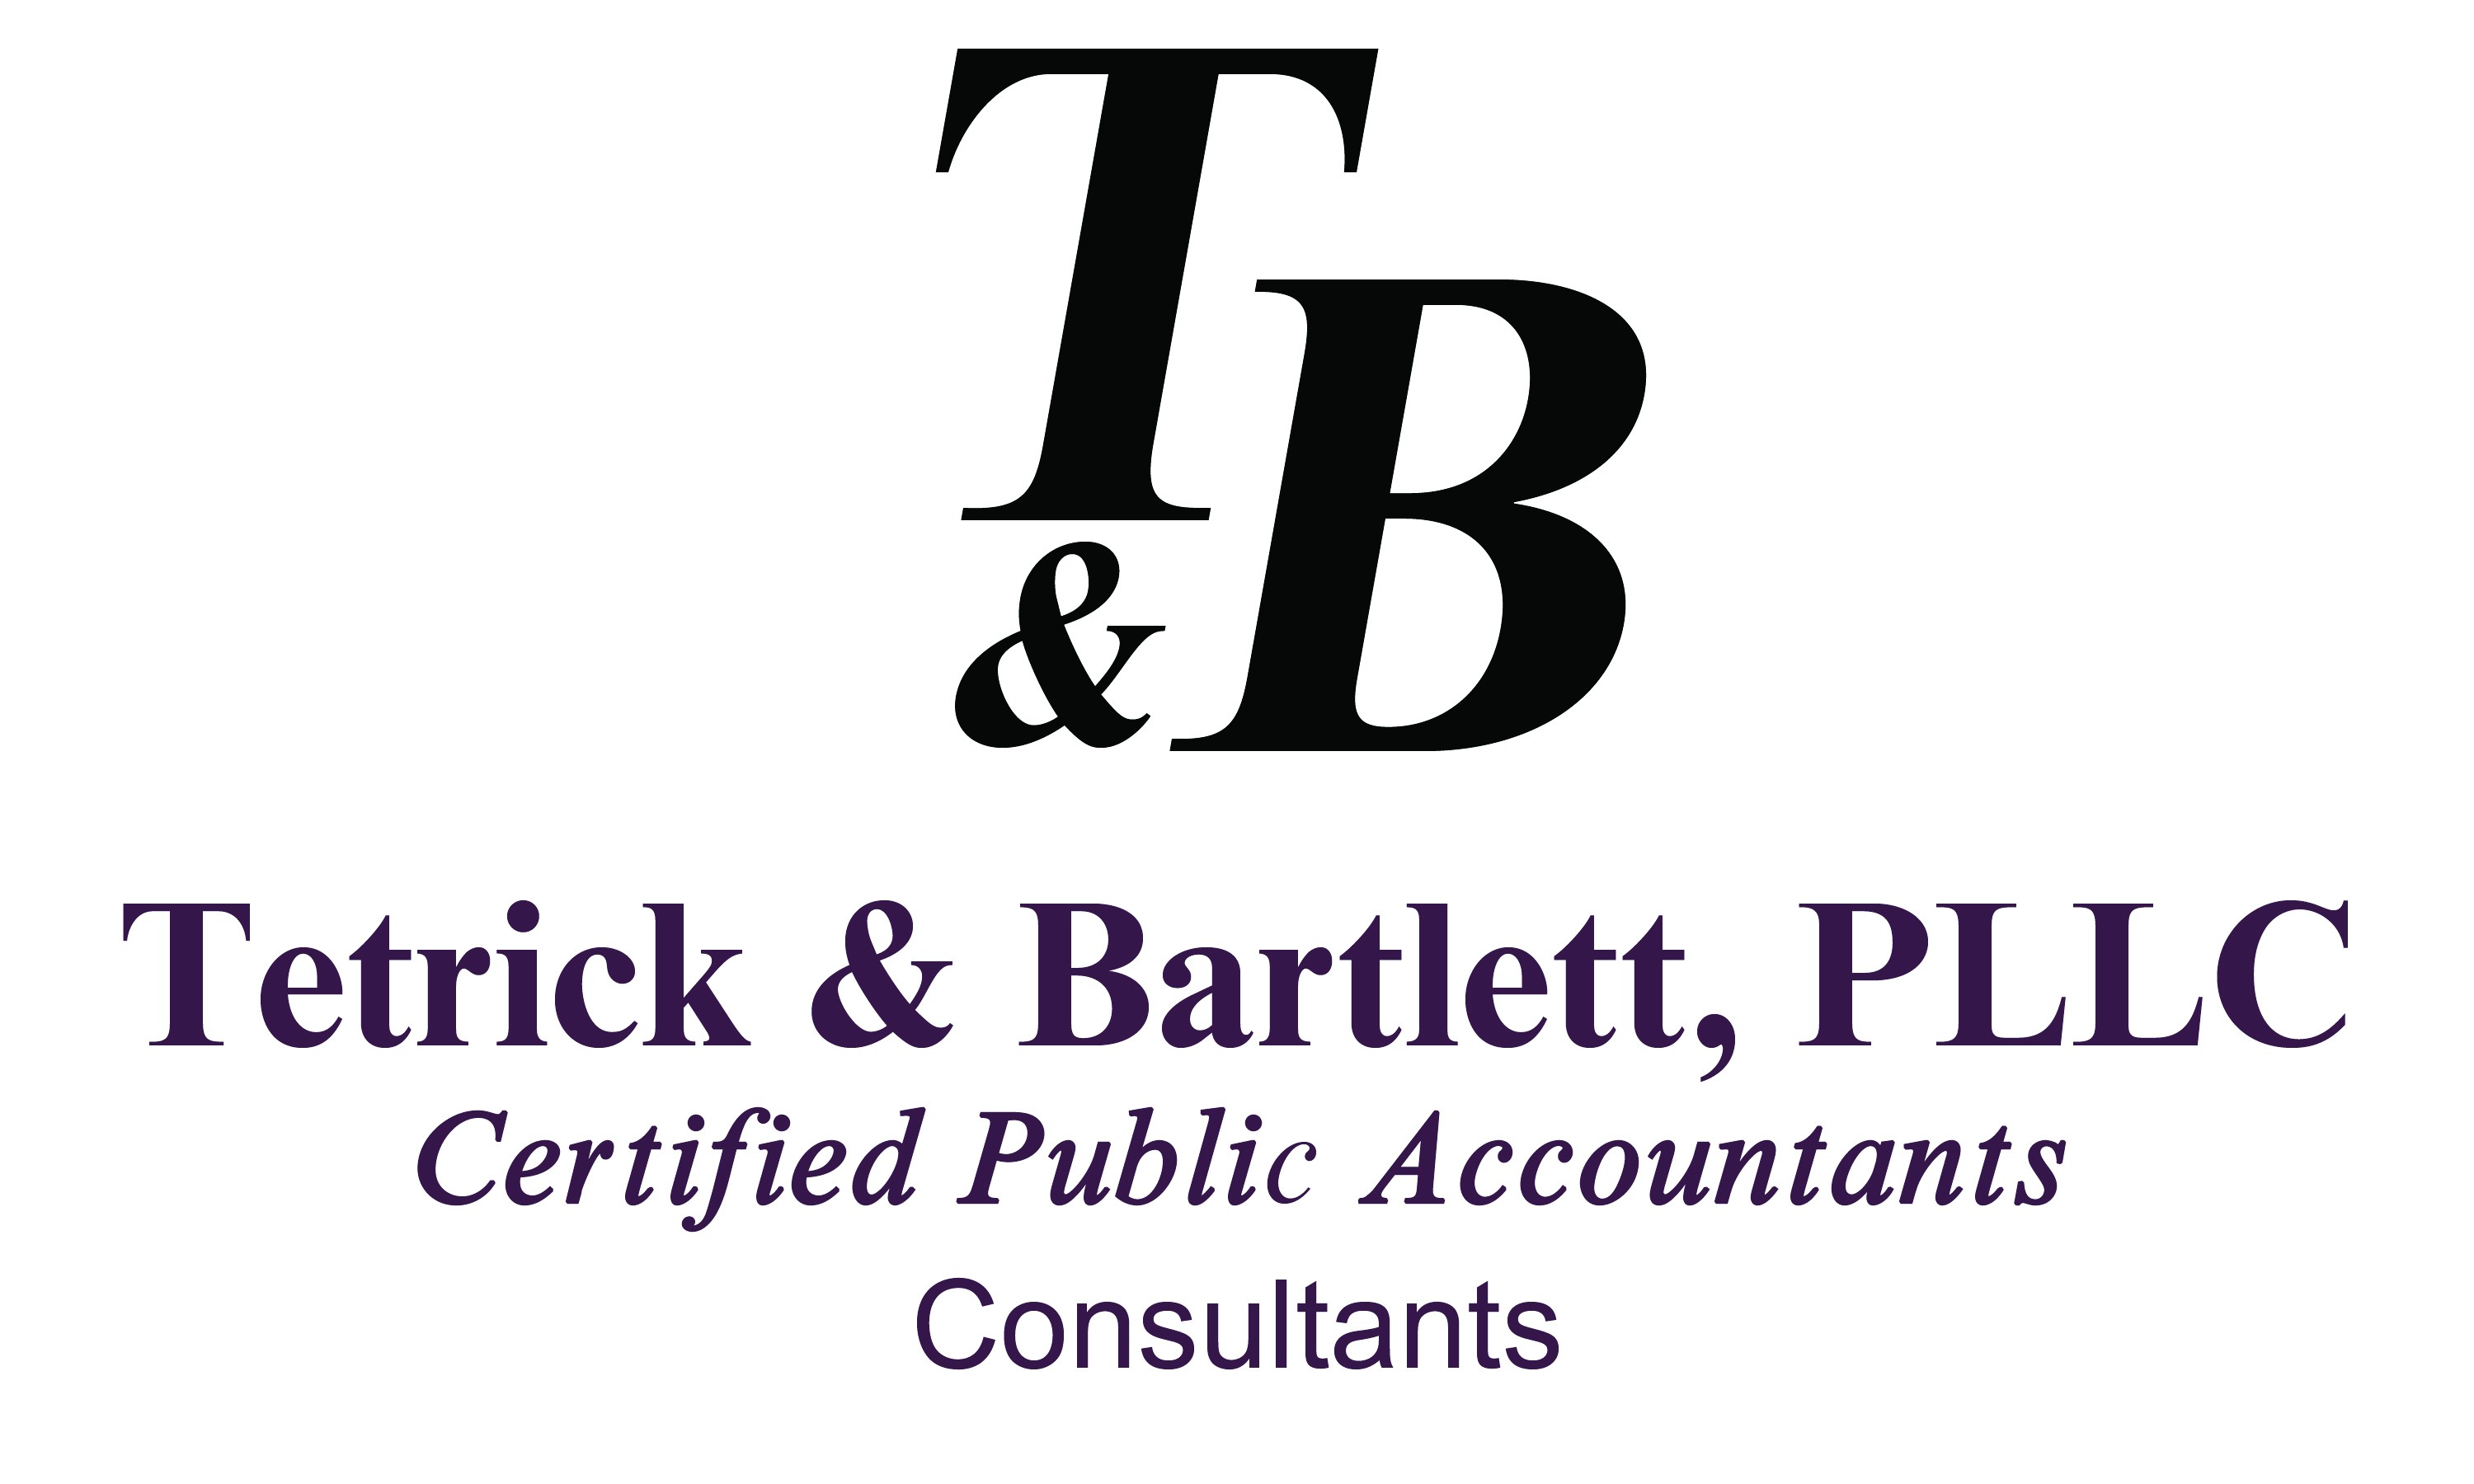 T
& B
Tetrick & Bartlett, PLLC
Certified Public Accountants
Consultants